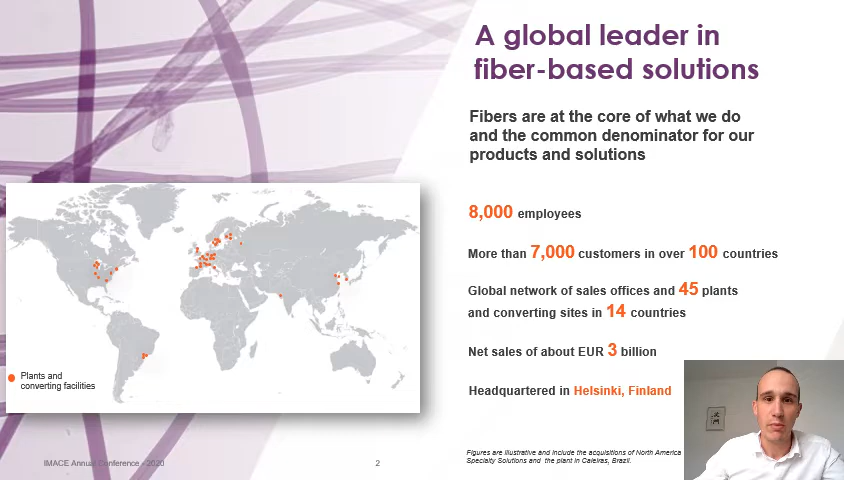 A global leader in
fiber-based solutions
Fibers are at the core of what we do
and the common denominator for our
products and solutions
8,000 employees
More than 7,000 customers in over 100 countries
Global network of sales offices and 45 plants
and converting sites in 14 countries
Net sales of about EUR 3 billion
Headquartered in Helsinki, Finland
Plants and
converting facilities
Figures are illustrative and include the acquisitions of North America
Specialty Solutions and the plant in Caieiras, Brazil.
IMACE Annual Conference - 2020
2